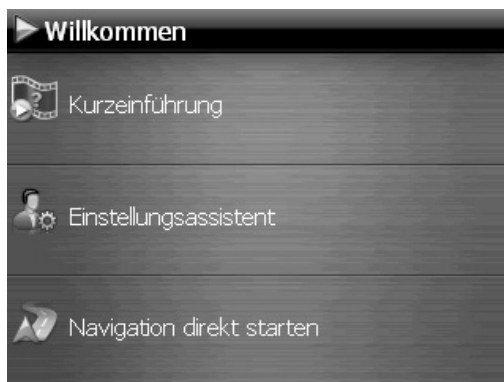 Willkommen
Kurzeinführung
Einstellungsassistent
Navigation direkt starten